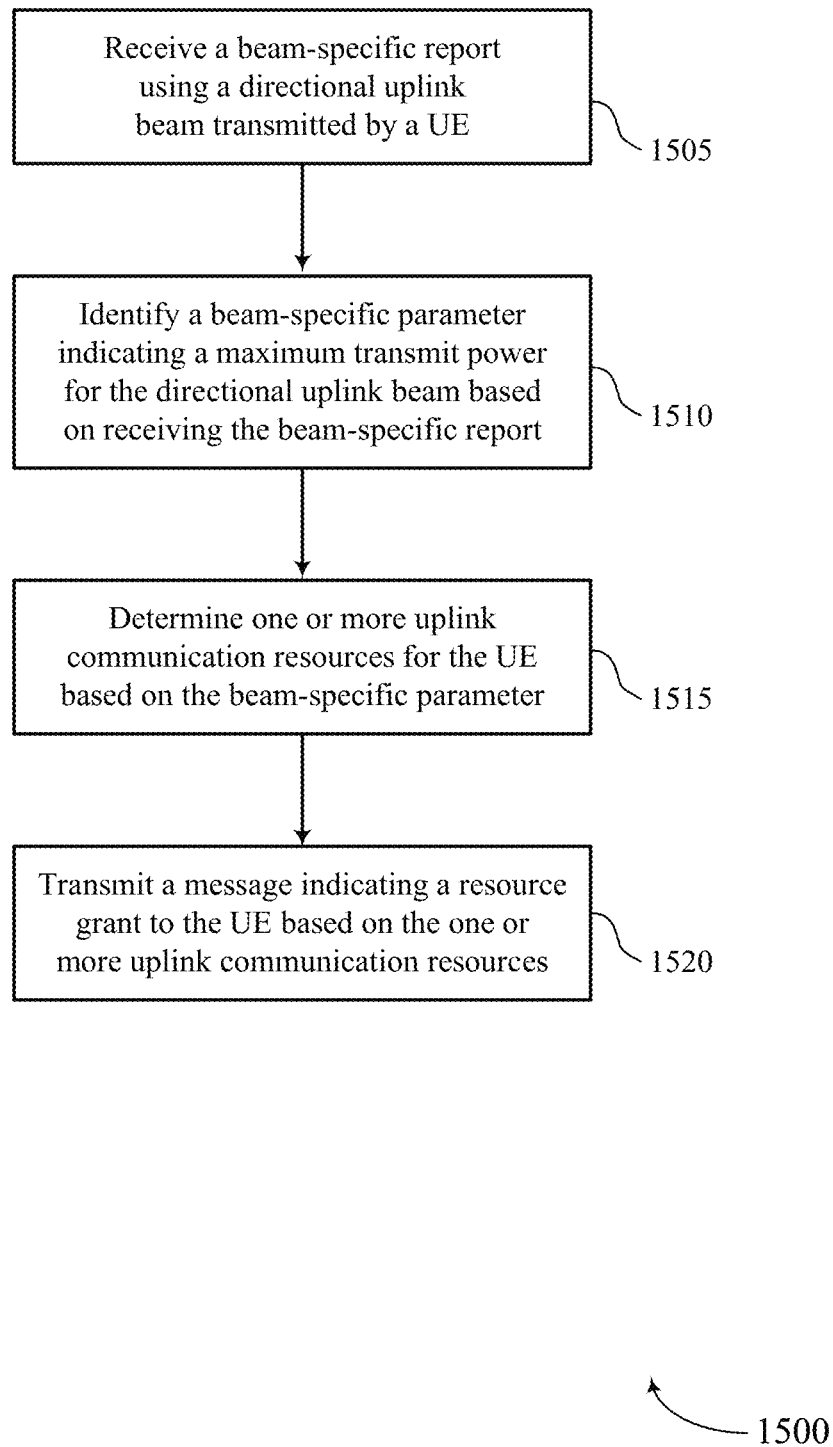 Receive a beam-specific report
using a directional uplink
beam transmitted by a UE
1505
Identify a beam-specific parameter
indicating a maximum transmit power
for the directional uplink beam based
on receiving the beam-specific report
1510
Determine one or more uplink
communication resources for the UE
based on the beam-specific parameter
1515
Transmit a message indicating a resource
grant to the UE based on the one or
more uplink communication resources
1520
1500